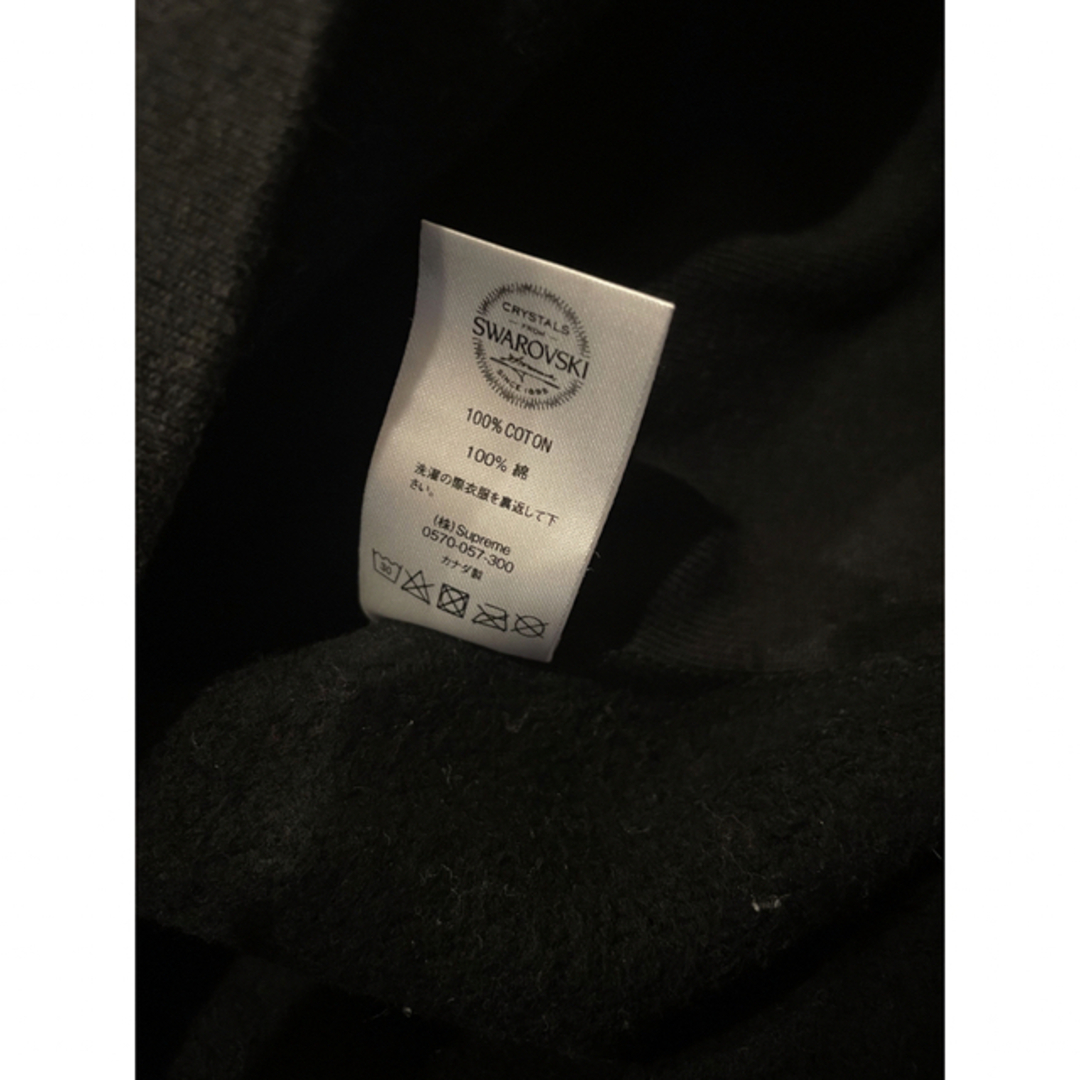 CRYSTALS
FROM
SWAROVSKI
SINCE 1895
100% COTON
100% 綿
洗濯の際衣服を裏返して下
さい。
(株)Supreme
0570-057-300
カナダ製
30